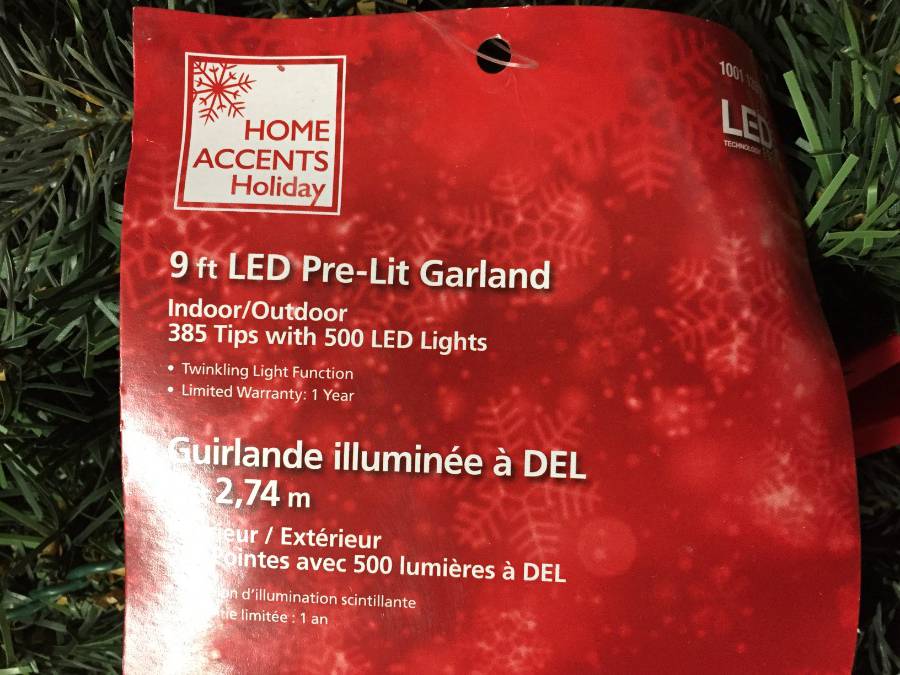 HOME
ACCENTS
Holiday
1001
LED
TECHNOLOGY
9 ft LED Pre-Lit Garland
Indoor/Outdoor
385 Tips with 500 LED Lights
• Twinkling Light Function
• Limited Warranty: 1 Year
Guirlande illuminée à DEL
2,74 m
/ Extérieur
avec 500 lumières à DEL
d'illumination scintillante
limitée : 1 an